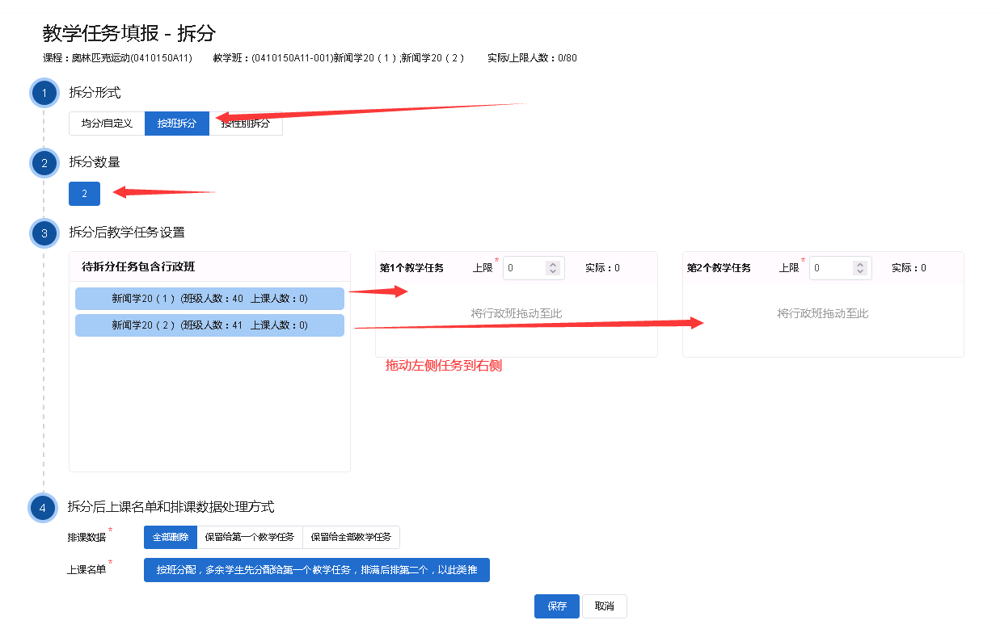 教学任务填报 - 拆分
课程：奥林匹克运动(0410150A11) 教学班：(0410150A11-001)新闻学20（1）;新闻学20（2） 实际/上限人数：0/80
1 拆分形式
均分/自定义 按班拆分 按性别拆分
2 拆分数量
2
3 拆分后教学任务设置
待拆分任务包含行政班 第1个教学任务 上限* 0 实际：0 第2个教学任务 上限* 0 实际：0
新闻学20（1）(班级人数：40 上课人数：0)
将行政班拖动至此 将行政班拖动至此
新闻学20（2）(班级人数：41 上课人数：0)
拖动左侧任务到右侧
4 拆分后上课名单和排课数据处理方式
排课数据* 全部删除 保留给第一个教学任务 保留给全部教学任务
上课名单* 按班分配，多余学生先分配给第一个教学任务，排满后排第二个，以此类推
保存 取消